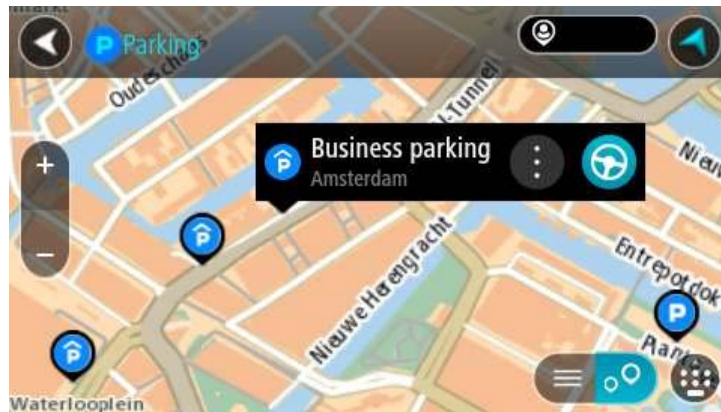 P Parking
Oudeschans
Business parking
Amsterdam
Nieuwe Herengracht
Entrepotdok
Waterlooplein
P
P
P
P
+
−